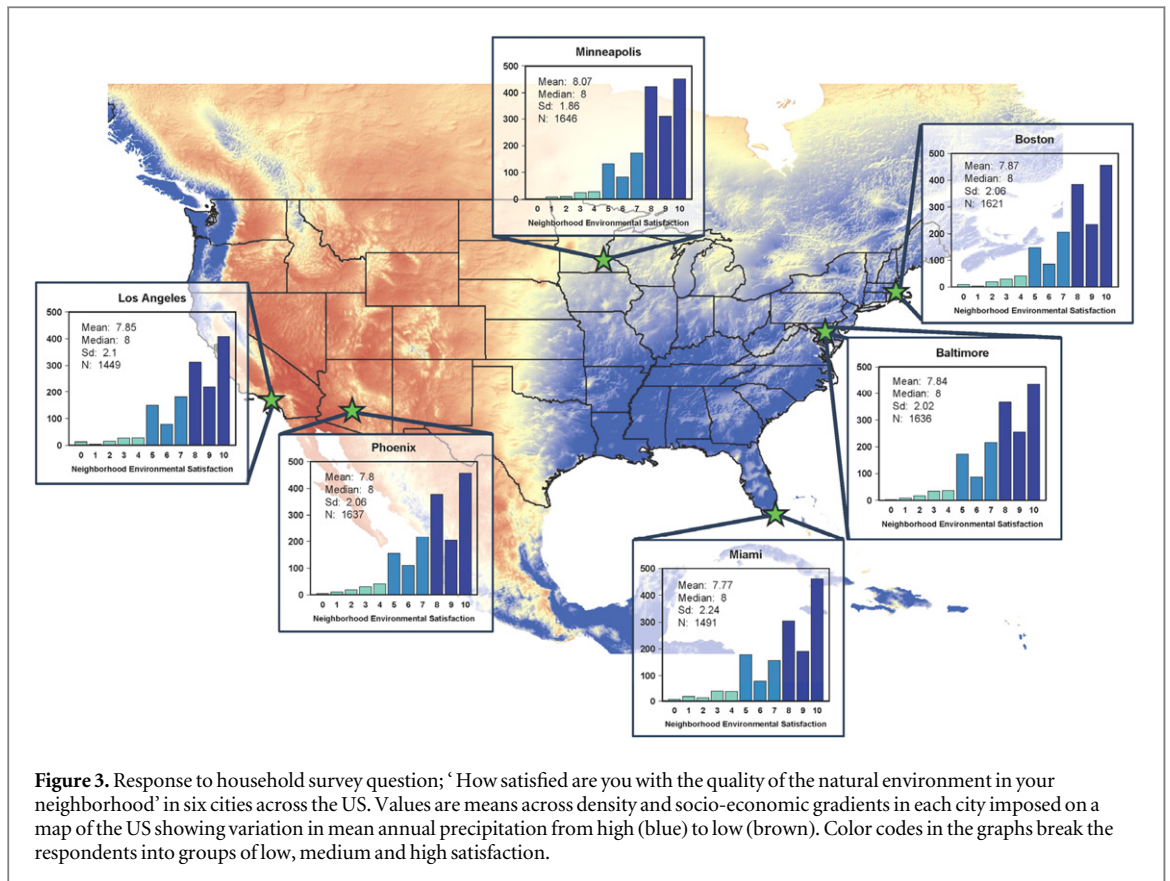 Minneapolis
500
400
300
200
100
0
Mean: 8.07
Median: 8
Sd: 1.86
N: 1646
0 1 2 3 4 5 6 7 8 9 10
Neighborhood Environmental Satisfaction
Boston
500
400
300
200
100
0
Mean: 7.87
Median: 8
Sd: 2.06
N: 1621
0 1 2 3 4 5 6 7 8 9 10
Neighborhood Environmental Satisfaction
Los Angeles
500
400
300
200
100
0
Mean: 7.85
Median: 8
Sd: 2.1
N: 1449
0 1 2 3 4 5 6 7 8 9 10
Neighborhood Environmental Satisfaction
Baltimore
500
400
300
200
100
0
Mean: 7.84
Median: 8
Sd: 2.02
N: 1636
0 1 2 3 4 5 6 7 8 9 10
Neighborhood Environmental Satisfaction
Phoenix
500
400
300
200
100
0
Mean: 7.8
Median: 8
Sd: 2.06
N: 1637
0 1 2 3 4 5 6 7 8 9 10
Neighborhood Environmental Satisfaction
Miami
500
400
300
200
100
0
Mean: 7.77
Median: 8
Sd: 2.24
N: 1491
0 1 2 3 4 5 6 7 8 9 10
Neighborhood Environmental Satisfaction
Figure 3. Response to household survey question; ‘ How satisfied are you with the quality of the natural environment in your
neighborhood’ in six cities across the US. Values are means across density and socio-economic gradients in each city imposed on a
map of the US showing variation in mean annual precipitation from high (blue) to low (brown). Color codes in the graphs break the
respondents into groups of low, medium and high satisfaction.